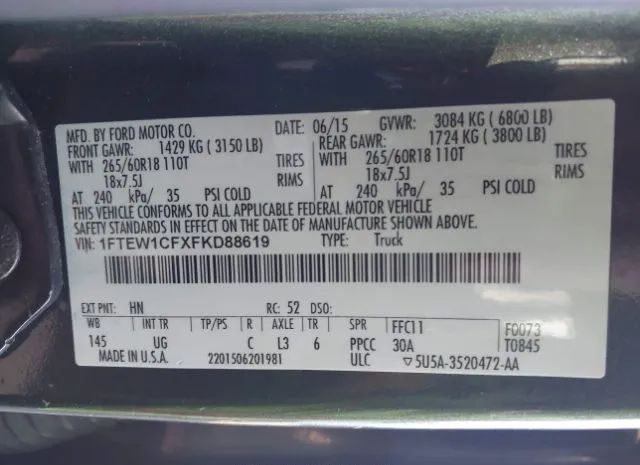 MFD. BY FORD MOTOR CO. DATE: 06/15 GVWR: 3084 KG ( 6800 LB)
FRONT GAWR: 1429 KG ( 3150 LB) REAR GAWR: 1724 KG ( 3800 LB)
WITH 265/60R18 110T TIRES WITH 265/60R18 110T TIRES
18x7.5J RIMS 18x7.5J RIMS
AT 240 kPa/ 35 PSI COLD AT 240 kPa/ 35 PSI COLD
THIS VEHICLE CONFORMS TO ALL APPLICABLE FEDERAL MOTOR VEHICLE
SAFETY STANDARDS IN EFFECT ON THE DATE OF MANUFACTURE SHOWN ABOVE.
VIN: 1FTEW1CFXFKD88619 TYPE: Truck
EXT PNT: HN RC: 52 DSO:
WB INT TR TP/PS R AXLE TR SPR FFC11 F0073
145 UG C L3 6 PPCC 30A T0845
MADE IN U.S.A. 2201506201981 ULC ▽5U5A-3520472-AA